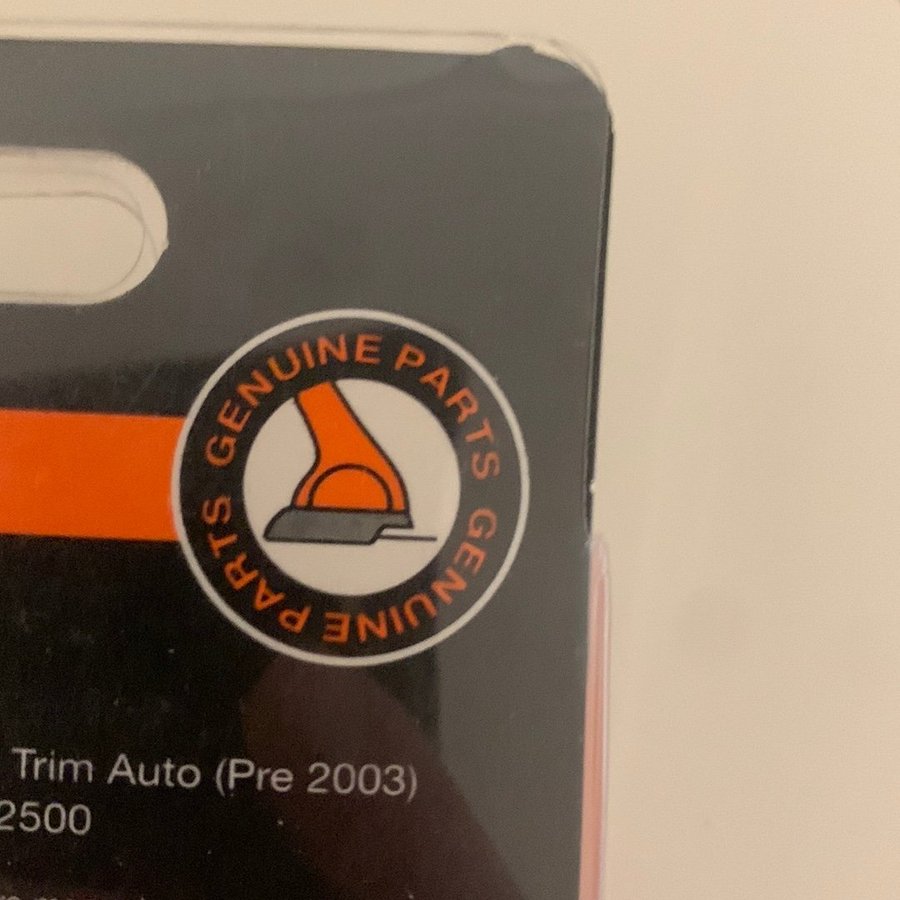 GENUINE PARTS GENUINE PARTS
Trim Auto (Pre 2003)
2500